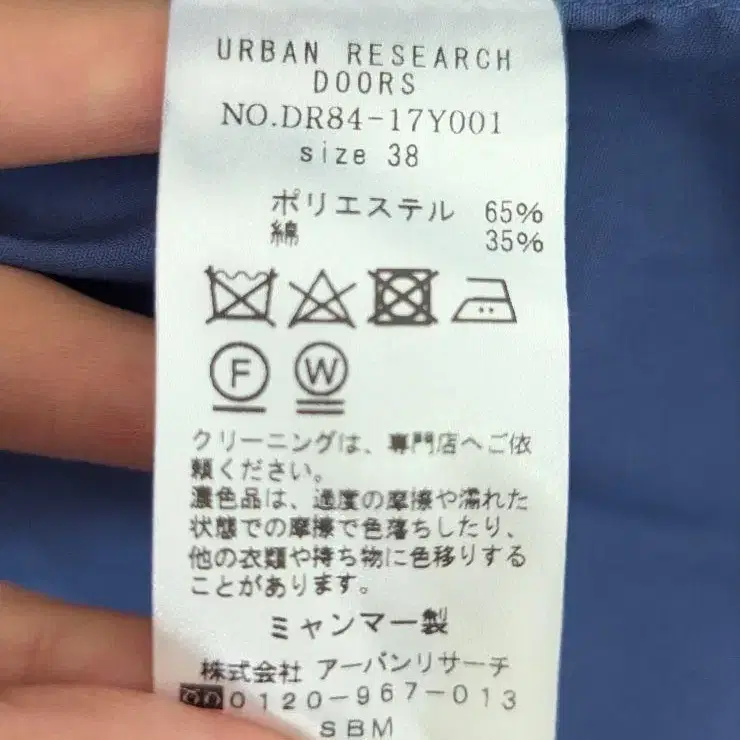 URBAN RESEARCH
DOORS
NO.DR84-17Y001
size 38
ポリエステル 65%
綿 35%
F W
クリーニングは、専門店へご依
頼ください。
濃色品は、過度の摩擦や濡れた
状態での摩擦で色落ちしたり、
他の衣類や持ち物に色移りする
ことがあります。
ミャンマー製
株式会社 アーバンリサーチ
0120-967-013
SBM